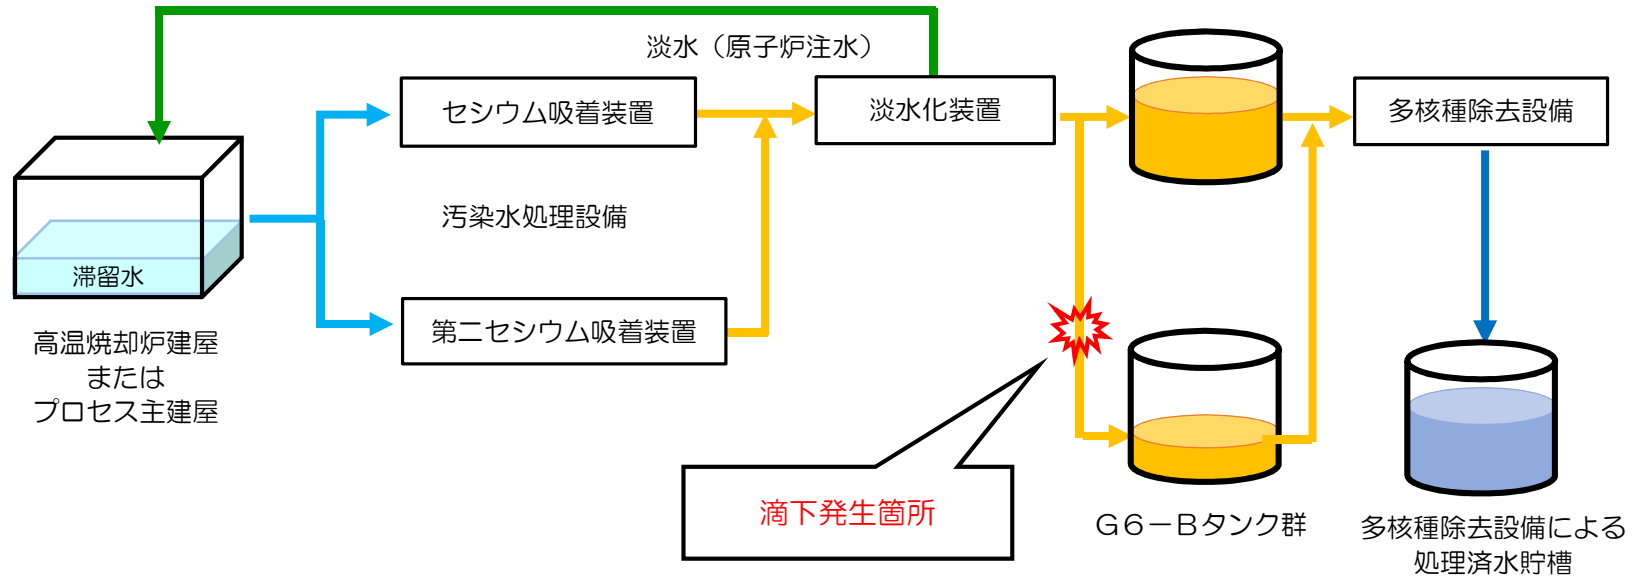 淡水（原子炉注水）
セシウム吸着装置
淡水化装置
多核種除去設備
汚染水処理設備
滞留水
第二セシウム吸着装置
高温焼却炉建屋
または
プロセス主建屋
滴下発生箇所
Ｇ６－Ｂタンク群
多核種除去設備による
処理済水貯槽